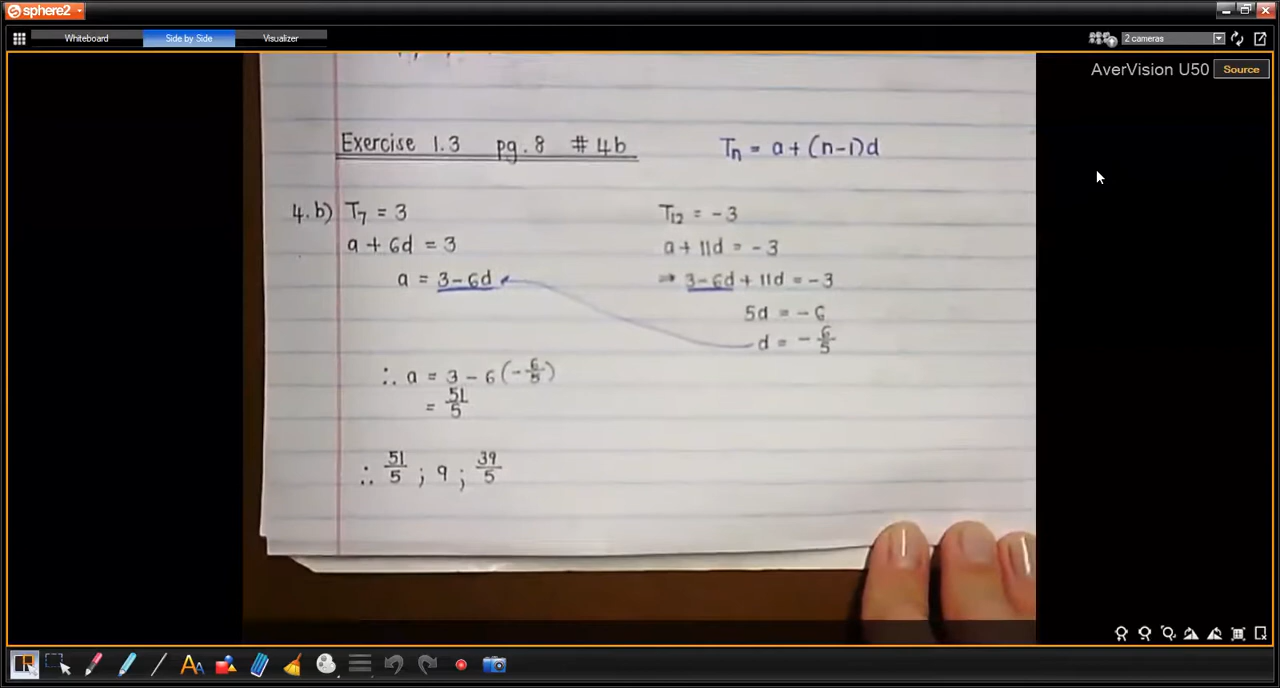 sphere2
Whiteboard
Side by Side
Visualizer
2 cameras
AverVision U50
Source
Exercise 1.3 pg.8 #4b
Tn = a + (n-1)d
4.b) T7 = 3
a + 6d = 3
a = 3 - 6d
T12 = -3
a + 11d = -3
⇒ 3-6d + 11d = -3
5d = -6
d = -6/5
∴ a = 3 - 6(-6/5)
= 51/5
∴ 51/5 ; 9 ; 39/5